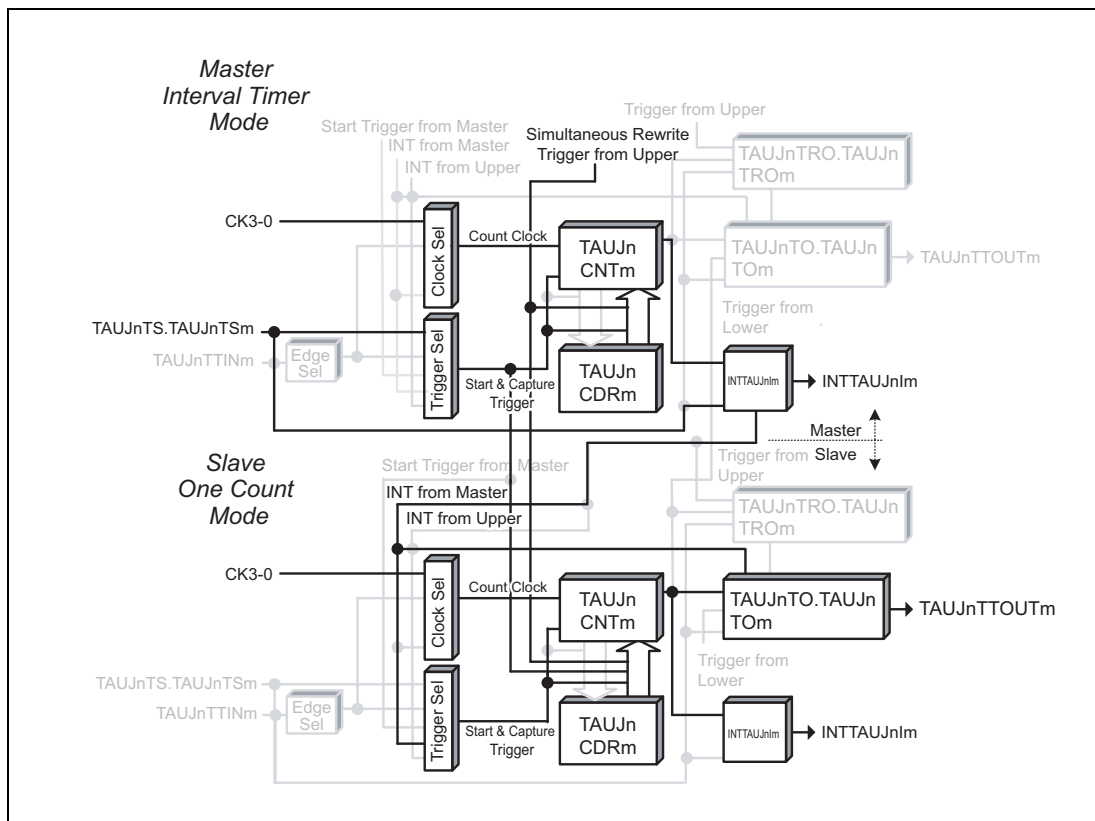 Master
Interval Timer
Mode
Start Trigger from Master
INT from Master
INT from Upper
Simultaneous Rewrite
Trigger from Upper
Trigger from Upper
TAUJnTRO.TAUJn
TROm
CK3-0
Clock Sel
Count Clock
TAUJn
CNTm
TAUJnTO.TAUJn
TOm
TAUJnTTOUTm
TAUJnTS.TAUJnTSm
TAUJnTTINm
Edge
Sel
Trigger Sel
Start & Capture
Trigger
TAUJn
CDRm
Trigger from
Lower
INTTAUJnIm
INTTAUJnIm
Master
Slave
Slave
One Count
Mode
Start Trigger from Master
INT from Master
INT from Upper
Trigger from
Upper
TAUJnTRO.TAUJn
TROm
CK3-0
Clock Sel
Count Clock
TAUJn
CNTm
TAUJnTO.TAUJn
TOm
TAUJnTTOUTm
TAUJnTS.TAUJnTSm
TAUJnTTINm
Edge
Sel
Trigger Sel
Start & Capture
Trigger
TAUJn
CDRm
Trigger from
Lower
INTTAUJnIm
INTTAUJnIm